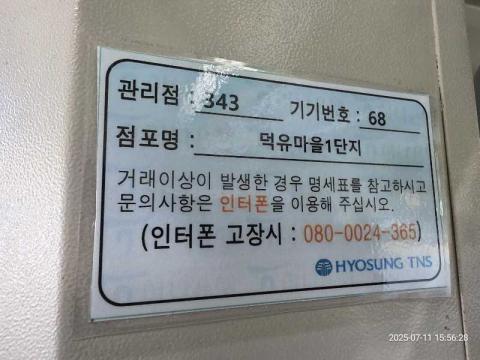 관리점 : 343 기기번호 : 68
점포명 : 덕유마을1단지
거래이상이 발생한 경우 명세표를 참고하시고
문의사항은 인터폰을 이용해 주십시오.
(인터폰 고장시 : 080-0024-365)
HYOSUNG TNS
2025-07-11 15:56:28